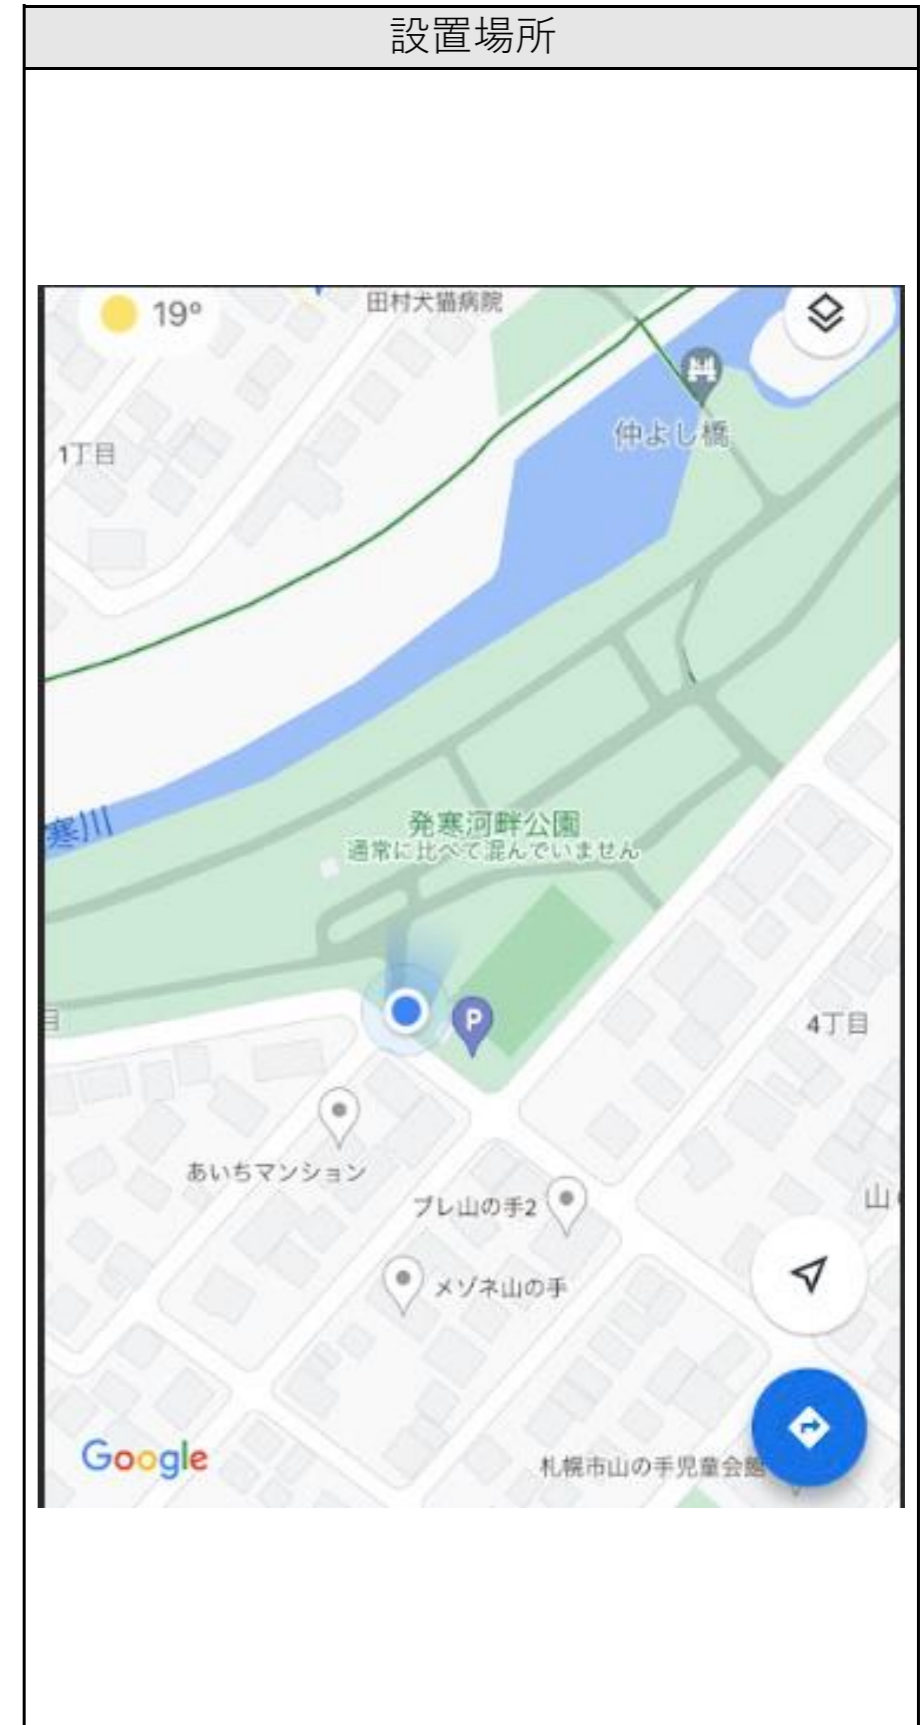 設置場所
19°
田村犬猫病院
仲よし橋
1丁目
寒川
発寒河畔公園
通常に比べて混んでいません
P
目
4丁目
あいちマンション
プレ山の手2
山
メゾネ山の手
Google
札幌市山の手児童会館